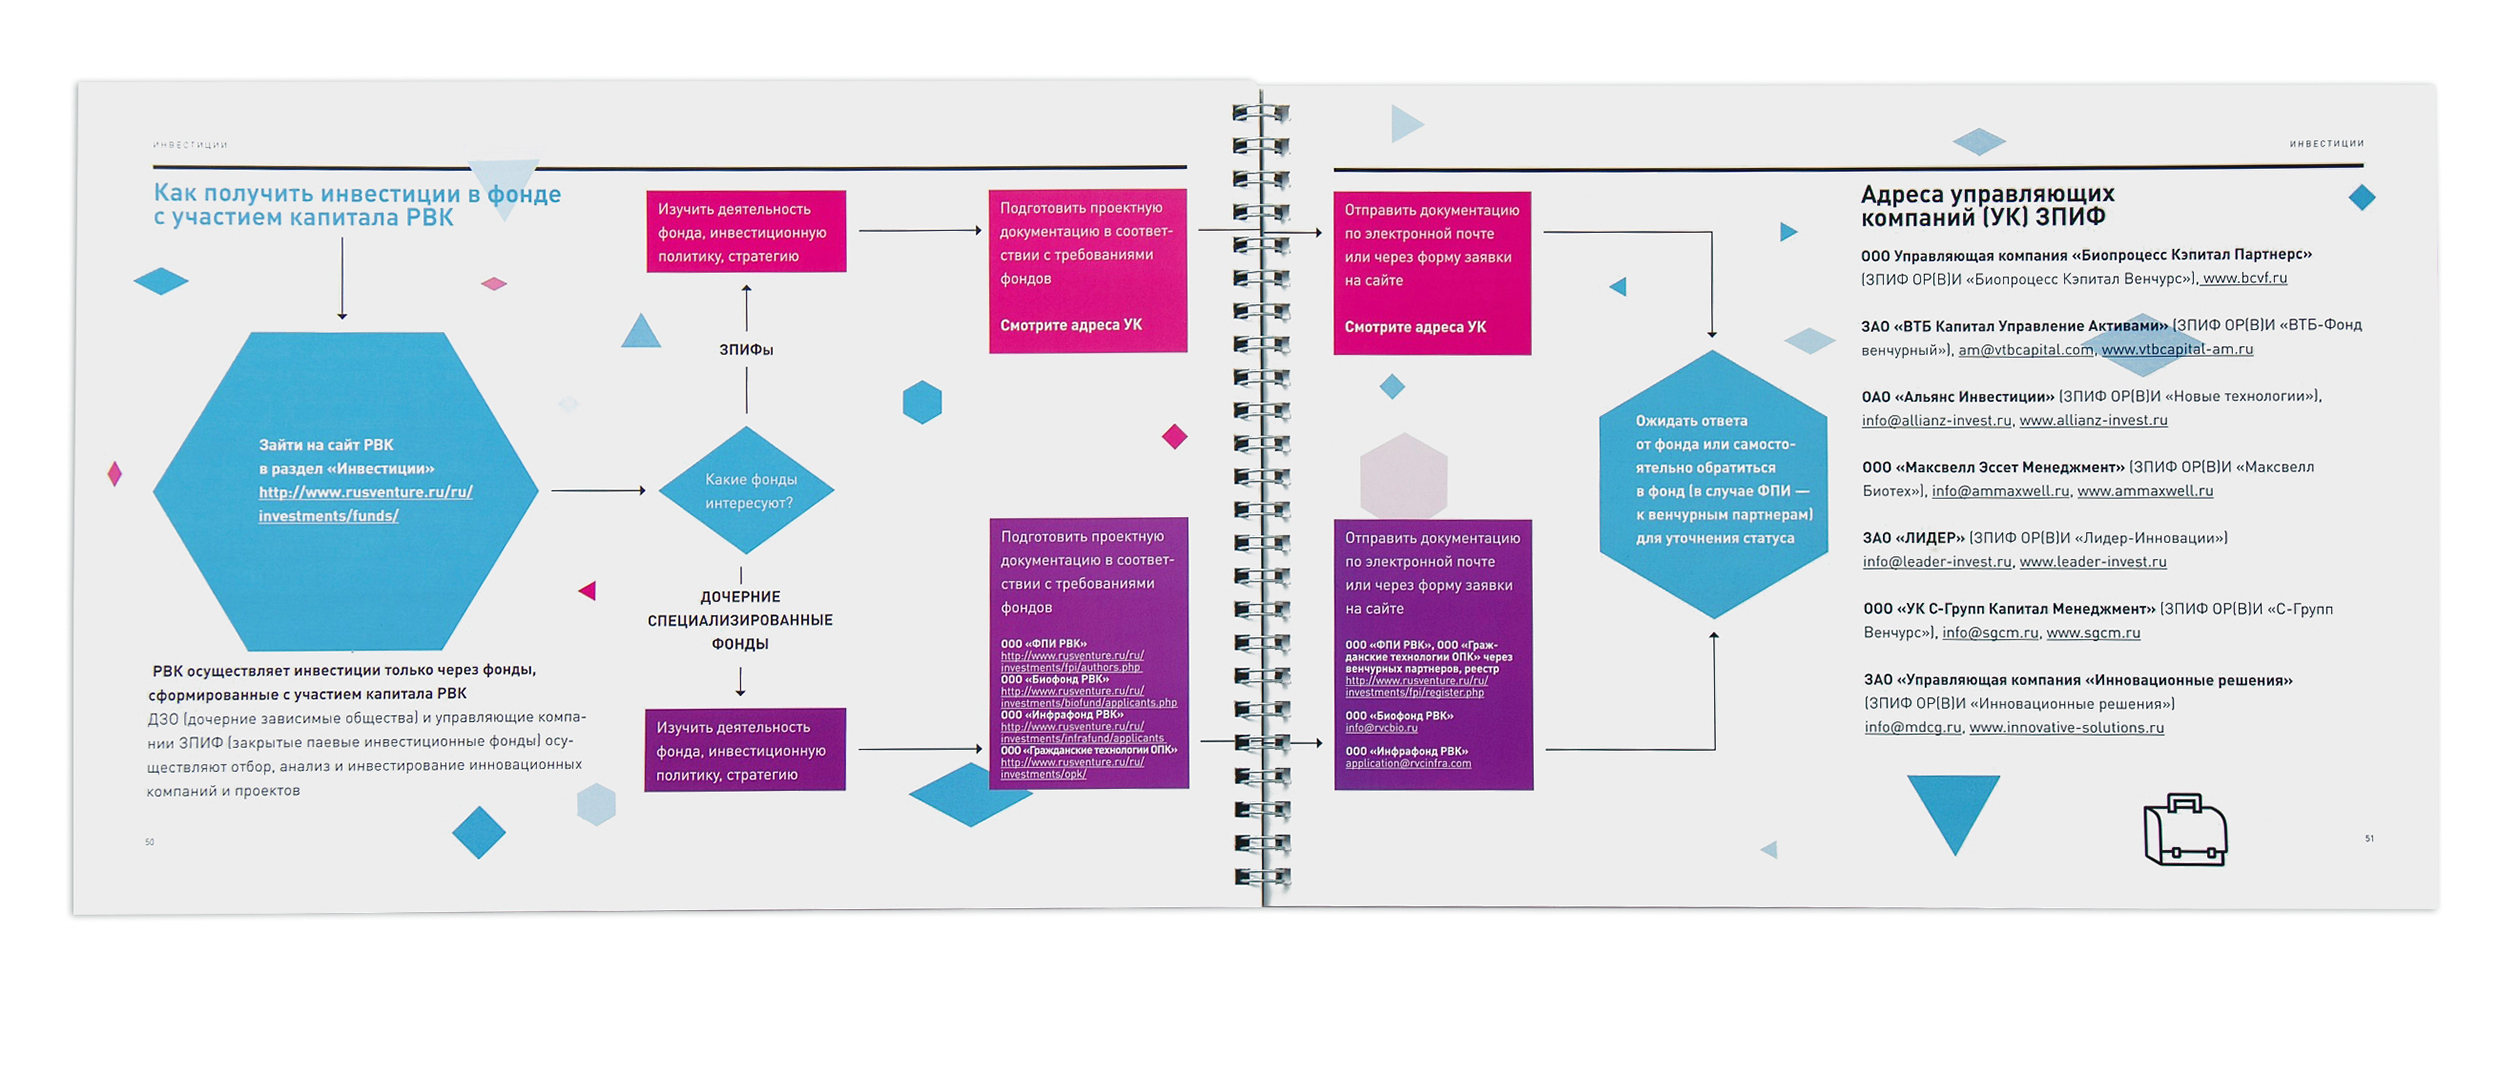 ИНВЕСТИЦИИ
Как получить инвестиции в фонде
с участием капитала РВК
Зайти на сайт РВК
в раздел «Инвестиции»
http://www.rusventure.ru/ru/
investments/funds/
РВК осуществляет инвестиции только через фонды,
сформированные с участием капитала РВК
ДЗО (дочерние зависимые общества) и управляющие компа-
нии ЗПИФ (закрытые паевые инвестиционные фонды) осу-
ществляют отбор, анализ и инвестирование инновационных
компаний и проектов
50
Изучить деятельность
фонда, инвестиционную
политику, стратегию
ЗПИФы
Какие фонды
интересуют?
ДОЧЕРНИЕ
СПЕЦИАЛИЗИРОВАННЫЕ
ФОНДЫ
Изучить деятельность
фонда, инвестиционную
политику, стратегию
Подготовить проектную
документацию в соответ-
ствии с требованиями
фондов
Смотрите адреса УК
Подготовить проектную
документацию в соответ-
ствии с требованиями
фондов
ООО «ФПИ РВК»
http://www.rusventure.ru/ru/
investments/fpi/authors.php
ООО «Биофонд РВК»
http://www.rusventure.ru/ru/
investments/biofund/applicants.php
ООО «Инфрафонд РВК»
http://www.rusventure.ru/ru/
investments/infrafund/applicants
ООО «Гражданские технологии ОПК»
http://www.rusventure.ru/ru/
investments/opk/
ИНВЕСТИЦИИ
Отправить документацию
по электронной почте
или через форму заявки
на сайте
Смотрите адреса УК
Отправить документацию
по электронной почте
или через форму заявки
на сайте
ООО «ФПИ РВК», ООО «Граж-
данские технологии ОПК» через
венчурных партнеров, реестр
http://www.rusventure.ru/ru/
investments/fpi/register.php
ООО «Биофонд РВК»
info@rvcbio.ru
ООО «Инфрафонд РВК»
application@rvcinfra.com
Ожидать ответа
от фонда или самосто-
ятельно обратиться
в фонд (в случае ФПИ —
к венчурным партнерам)
для уточнения статуса
Адреса управляющих
компаний (УК) ЗПИФ
ООО Управляющая компания «Биопроцесс Кэпитал Партнерс»
(ЗПИФ ОР(В)И «Биопроцесс Кэпитал Венчурс»), www.bcvf.ru
ЗАО «ВТБ Капитал Управление Активами» (ЗПИФ ОР(В)И «ВТБ-Фонд
венчурный»), am@vtbcapital.com, www.vtbcapital-am.ru
ОАО «Альянс Инвестиции» (ЗПИФ ОР(В)И «Новые технологии»),
info@allianz-invest.ru, www.allianz-invest.ru
ООО «Максвелл Эссет Менеджмент» (ЗПИФ ОР(В)И «Максвелл
Биотех»), info@ammaxwell.ru, www.ammaxwell.ru
ЗАО «ЛИДЕР» (ЗПИФ ОР(В)И «Лидер-Инновации»)
info@leader-invest.ru, www.leader-invest.ru
ООО «УК С-Групп Капитал Менеджмент» (ЗПИФ ОР(В)И «С-Групп
Венчурс»), info@sgcm.ru, www.sgcm.ru
ЗАО «Управляющая компания «Инновационные решения»
(ЗПИФ ОР(В)И «Инновационные решения»)
info@mdcg.ru, www.innovative-solutions.ru
51